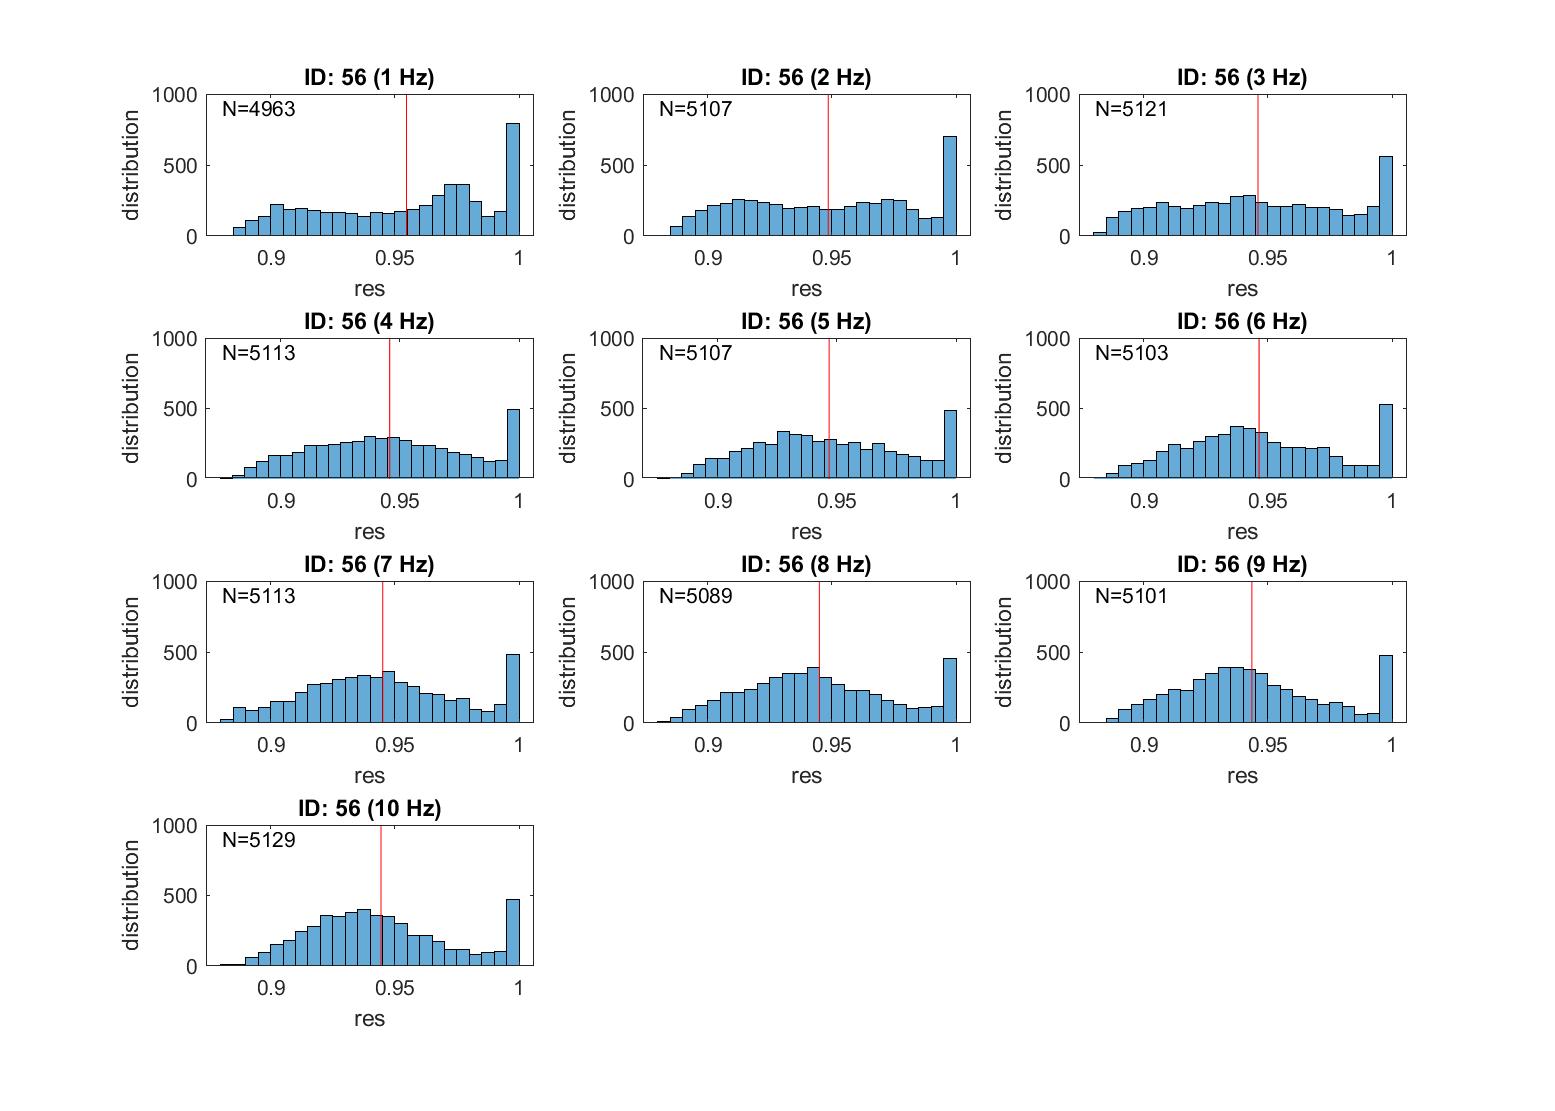 ID: 56 (1 Hz)
N=4963
1000
500
0
distribution
0.9 0.95 1
res
ID: 56 (2 Hz)
N=5107
1000
500
0
distribution
0.9 0.95 1
res
ID: 56 (3 Hz)
N=5121
1000
500
0
distribution
0.9 0.95 1
res
ID: 56 (4 Hz)
N=5113
1000
500
0
distribution
0.9 0.95 1
res
ID: 56 (5 Hz)
N=5107
1000
500
0
distribution
0.9 0.95 1
res
ID: 56 (6 Hz)
N=5103
1000
500
0
distribution
0.9 0.95 1
res
ID: 56 (7 Hz)
N=5113
1000
500
0
distribution
0.9 0.95 1
res
ID: 56 (8 Hz)
N=5089
1000
500
0
distribution
0.9 0.95 1
res
ID: 56 (9 Hz)
N=5101
1000
500
0
distribution
0.9 0.95 1
res
ID: 56 (10 Hz)
N=5129
1000
500
0
distribution
0.9 0.95 1
res